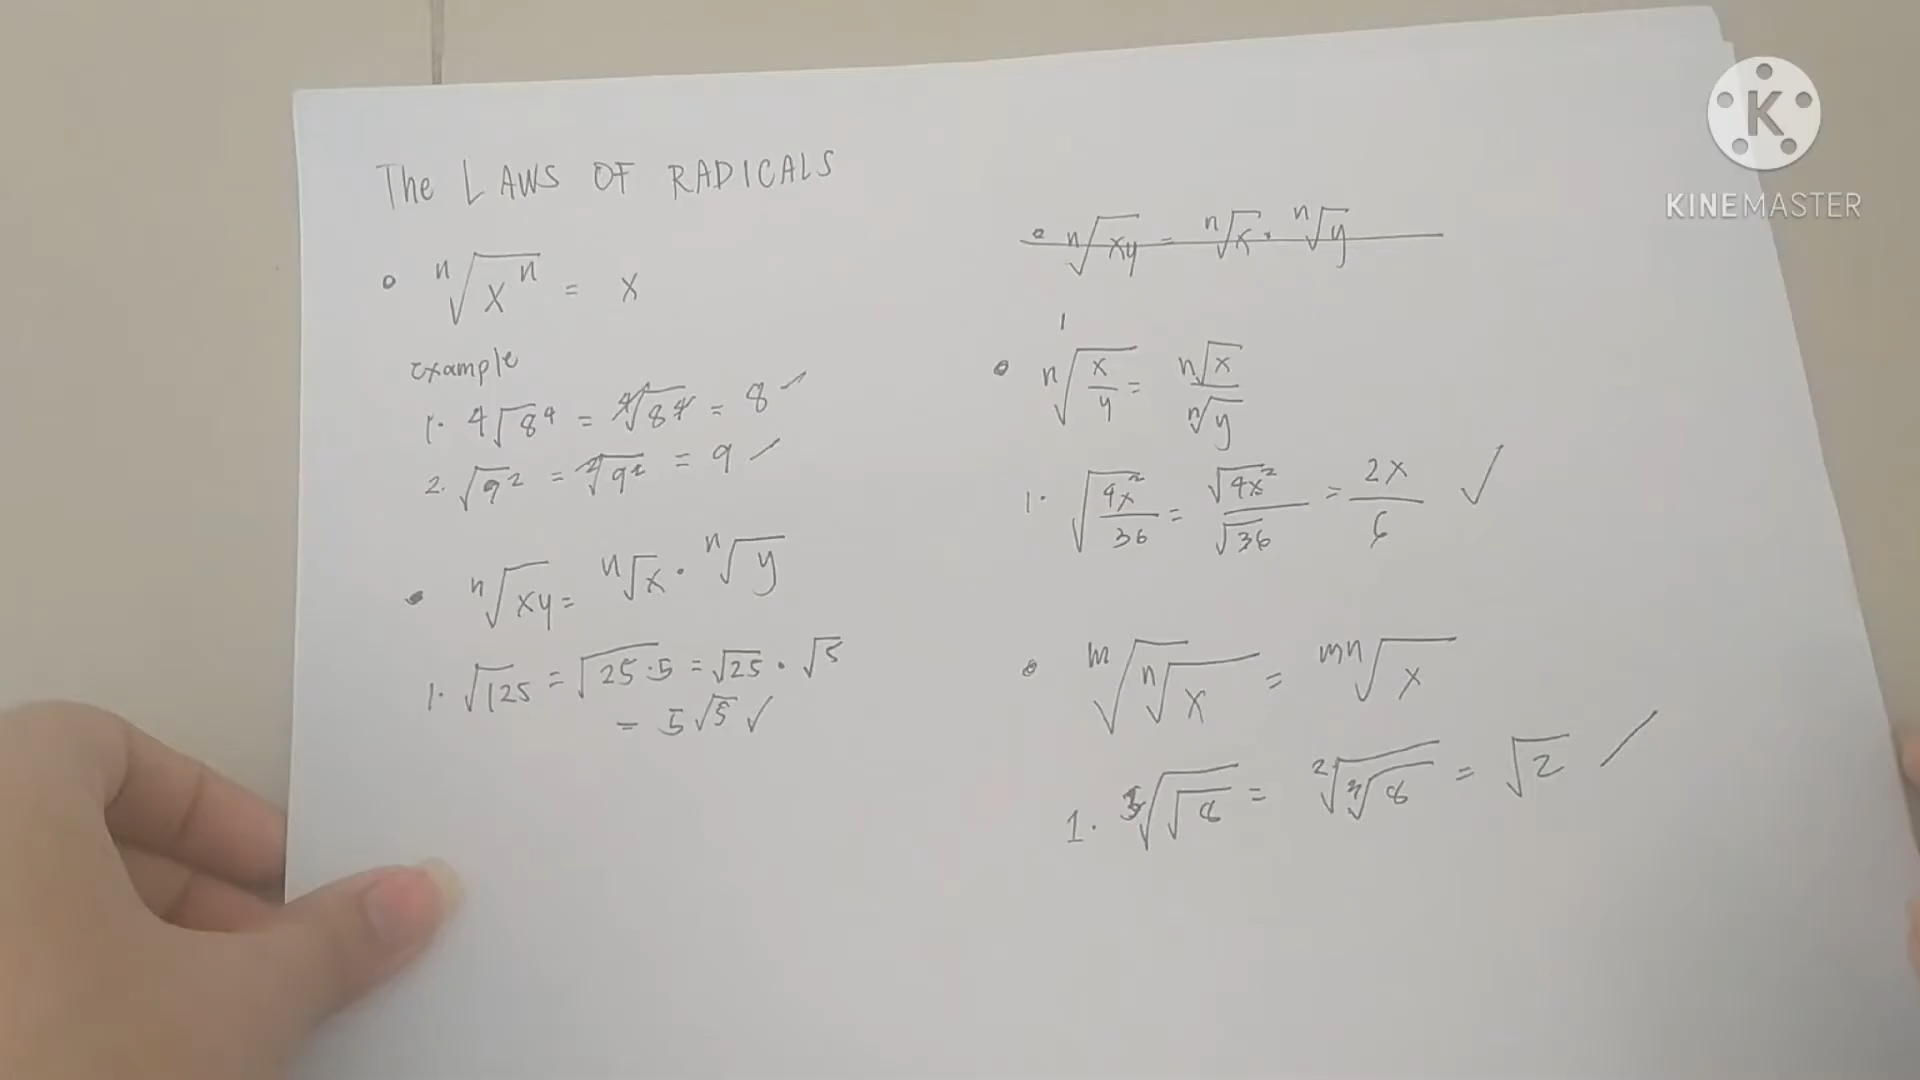 The LAWS OF RADICALS
ⁿ√xⁿ = x
Example
1. ⁴√8⁴ = ⁴√8⁴ = 8 ✓
2. √9² = ²√9² = 9 ✓
• ⁿ√xy = ⁿ√x · ⁿ√y
1. √125 = √25·5 = √25 · √5
= 5√5 ✓
• ⁿ√xy = ⁿ√x · ⁿ√y
• ⁿ√(x/y) = ⁿ√x / ⁿ√y
1. √(4x²/36) = √4x² / √36 = 2x/6 ✓
• ᵐ√ⁿ√x = ᵐⁿ√x
1. ³√√8 = ²√³√8 = √2 ✓
K
KINEMASTER